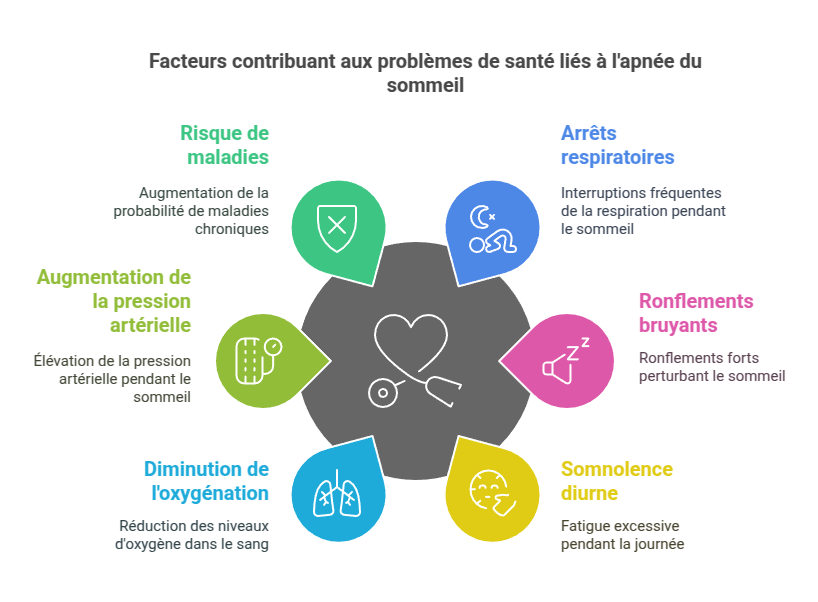 Facteurs contribuant aux problèmes de santé liés à l'apnée du
sommeil
Risque de
maladies
Augmentation de la
probabilité de maladies
chroniques
Arrêts
respiratoires
Interruptions fréquentes
de la respiration pendant
le sommeil
Augmentation de
la pression
artérielle
Élévation de la pression
artérielle pendant le
sommeil
Ronflements
bruyants
Ronflements forts
perturbant le sommeil
Diminution de
l'oxygénation
Réduction des niveaux
d'oxygène dans le sang
Somnolence
diurne
Fatigue excessive
pendant la journée